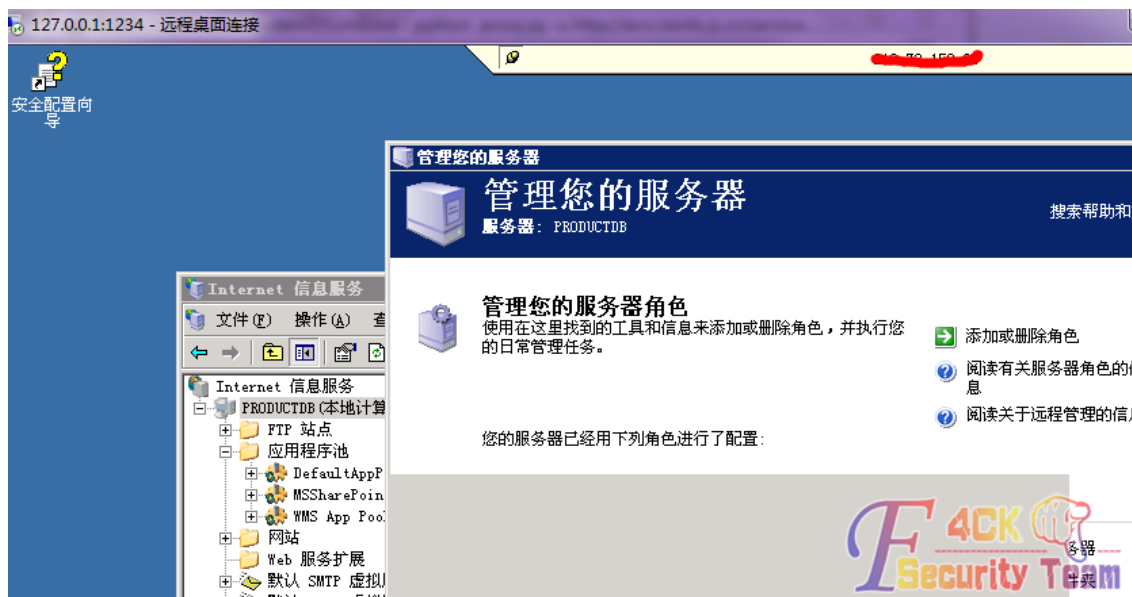 127.0.0.1:1234 - 远程桌面连接
安全配置向
导
管理您的服务器
管理您的服务器
服务器: PRODUCTDB
搜索帮助和
Internet 信息服务
文件(F) 操作(A) 查
Internet 信息服务
PRODUCTDB(本地计算
FTP 站点
应用程序池
DefaultAppP
MSSharePoin
WMS App Poo
网站
Web 服务扩展
默认 SMTP 虚拟
管理您的服务器角色
使用在这里找到的工具和信息来添加或删除角色，并执行您
的日常管理任务。
添加或删除角色
阅读有关服务器角色的
息
阅读关于远程管理的信
您的服务器已经用下列角色进行了配置:
务器
F4CK
Security Team